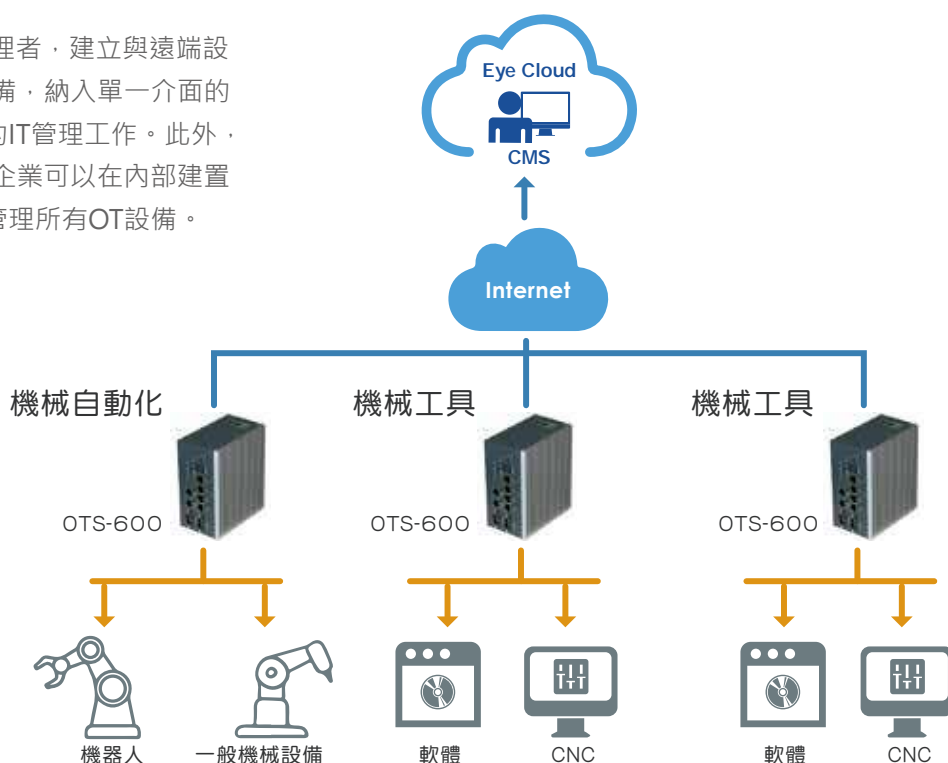 理者，建立與遠端設
備，納入單一介面的
的IT管理工作。此外，
企業可以在內部建置
管理所有OT設備。
Eye Cloud
CMS
Internet
機械自動化
機械工具
機械工具
OTS-600
OTS-600
OTS-600
機器人
一般機械設備
軟體
CNC
軟體
CNC